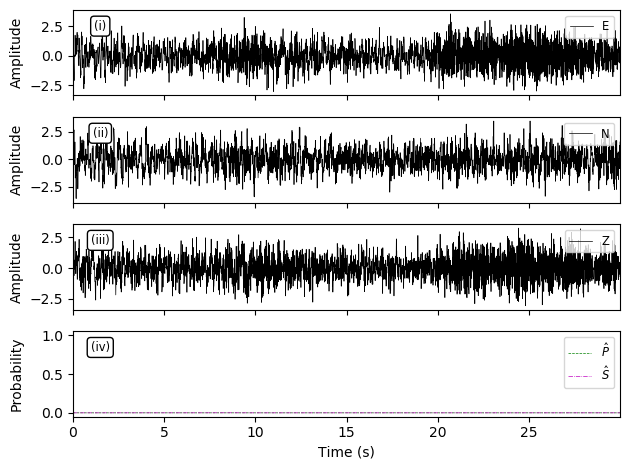 (i)
E
2.5
0.0
−2.5
Amplitude
(ii)
N
2.5
0.0
−2.5
Amplitude
(iii)
Z
2.5
0.0
−2.5
Amplitude
(iv)
P̂
Ŝ
1.0
0.5
0.0
Probability
0 5 10 15 20 25
Time (s)